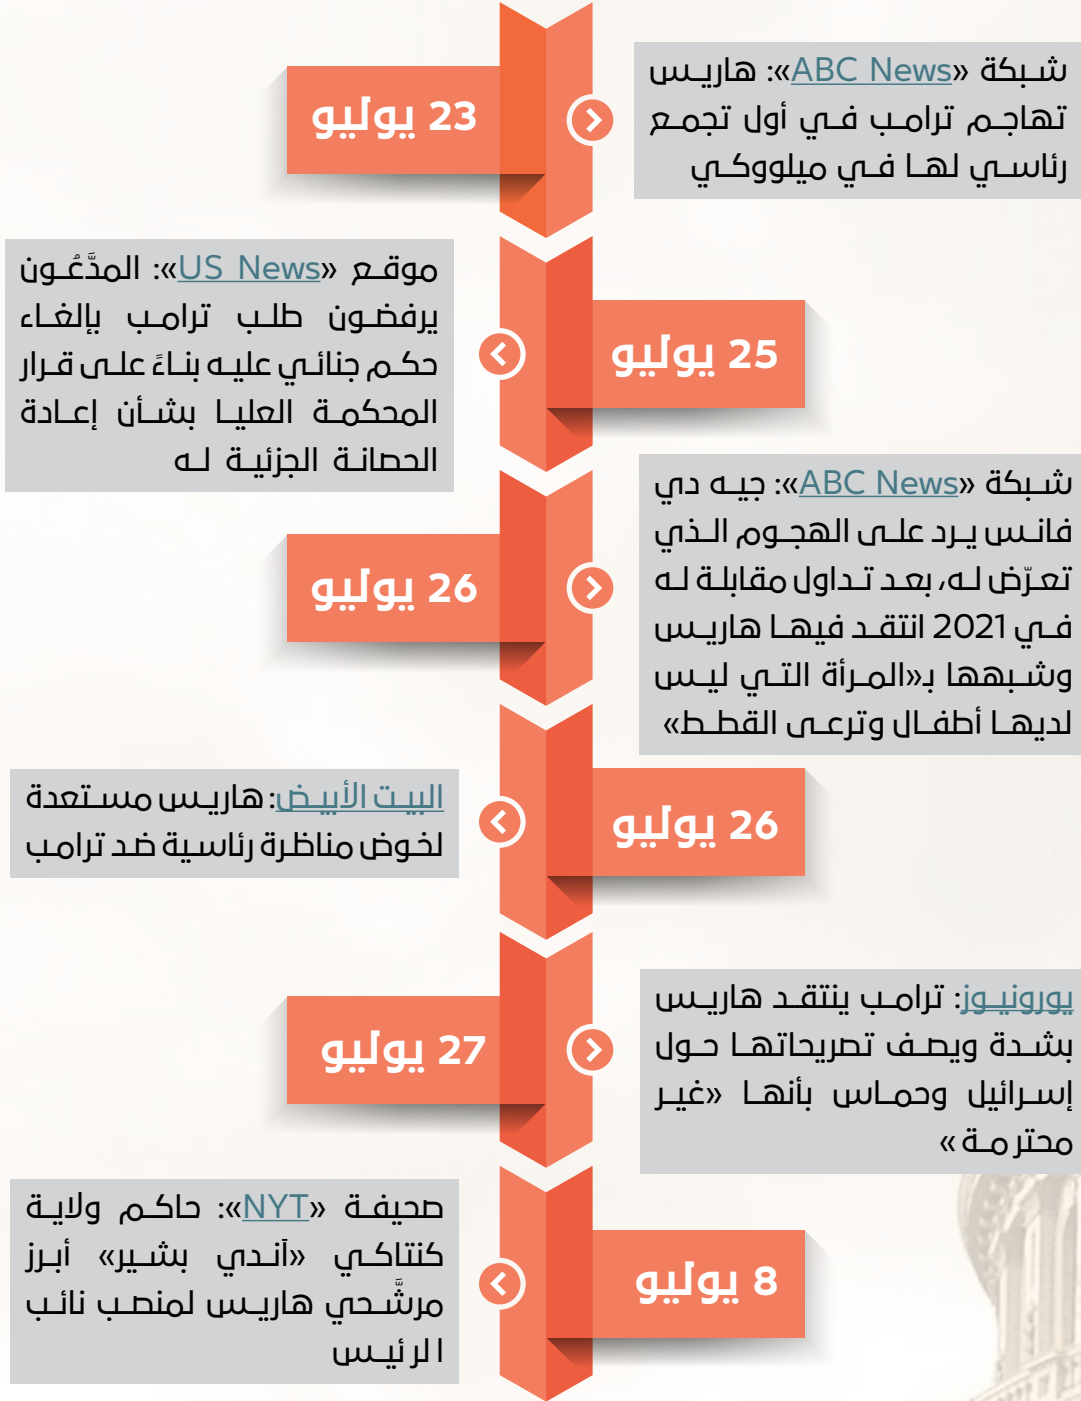 23 يوليو
شبكة «ABC News»: هاريس
تهاجم ترامب في أول تجمع
رئاسي لها في ميلووكي
25 يوليو
موقع «US News»: المدَّعُون
يرفضون طلب ترامب بإلغاء
حكم جنائي عليه بناءً على قرار
المحكمة العليا بشأن إعادة
الحصانة الجزئية له
26 يوليو
شبكة «ABC News»: جيه دي
فانس يرد على الهجوم الذي
تعرّض له، بعد تداول مقابلة له
في 2021 انتقد فيها هاريس
وشبهها بـ«المرأة التي ليس
لديها أطفال وترعى القطط»
26 يوليو
البيت الأبيض: هاريس مستعدة
لخوض مناظرة رئاسية ضد ترامب
27 يوليو
يورونيوز: ترامب ينتقد هاريس
بشدة ويصف تصريحاتها حول
إسرائيل وحماس بأنها «غير
محترمة»
8 يوليو
صحيفة «NYT»: حاكم ولاية
كنتاكي «آندي بشير» أبرز
مرشَّحي هاريس لمنصب نائب
الرئيس